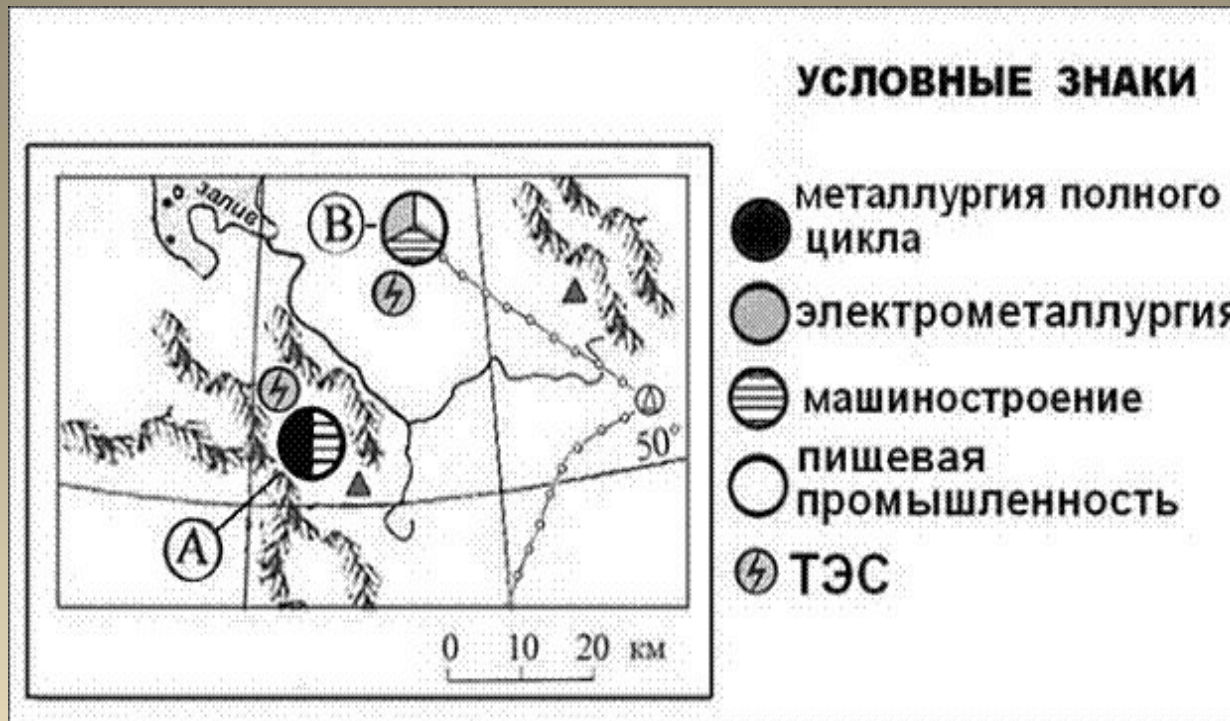 УСЛОВНЫЕ ЗНАКИ
залив
В
50°
А
0 10 20 км
металлургия полного
цикла
электрометаллургия
машиностроение
пищевая
промышленность
ТЭС